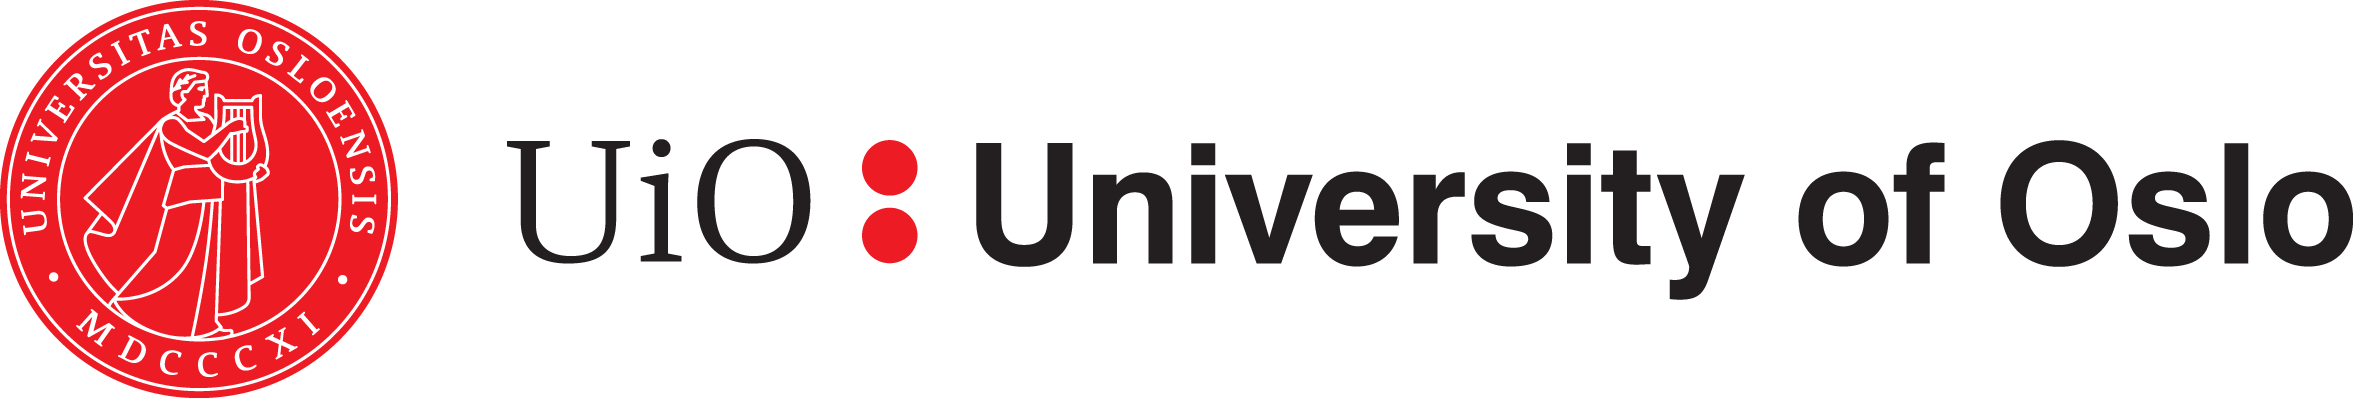 UNIVERSITAS OSLOENSIS
• MDCCCXI •
UiO : University of Oslo